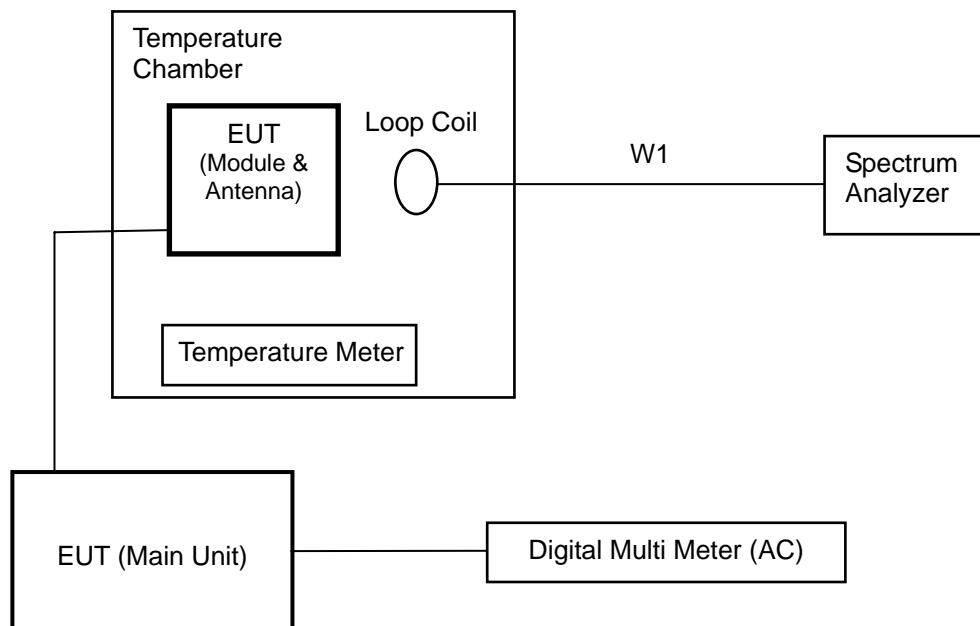 Temperature
Chamber
EUT
(Module &
Antenna)
Loop Coil
W1
Spectrum
Analyzer
Temperature Meter
EUT (Main Unit)
Digital Multi Meter (AC)